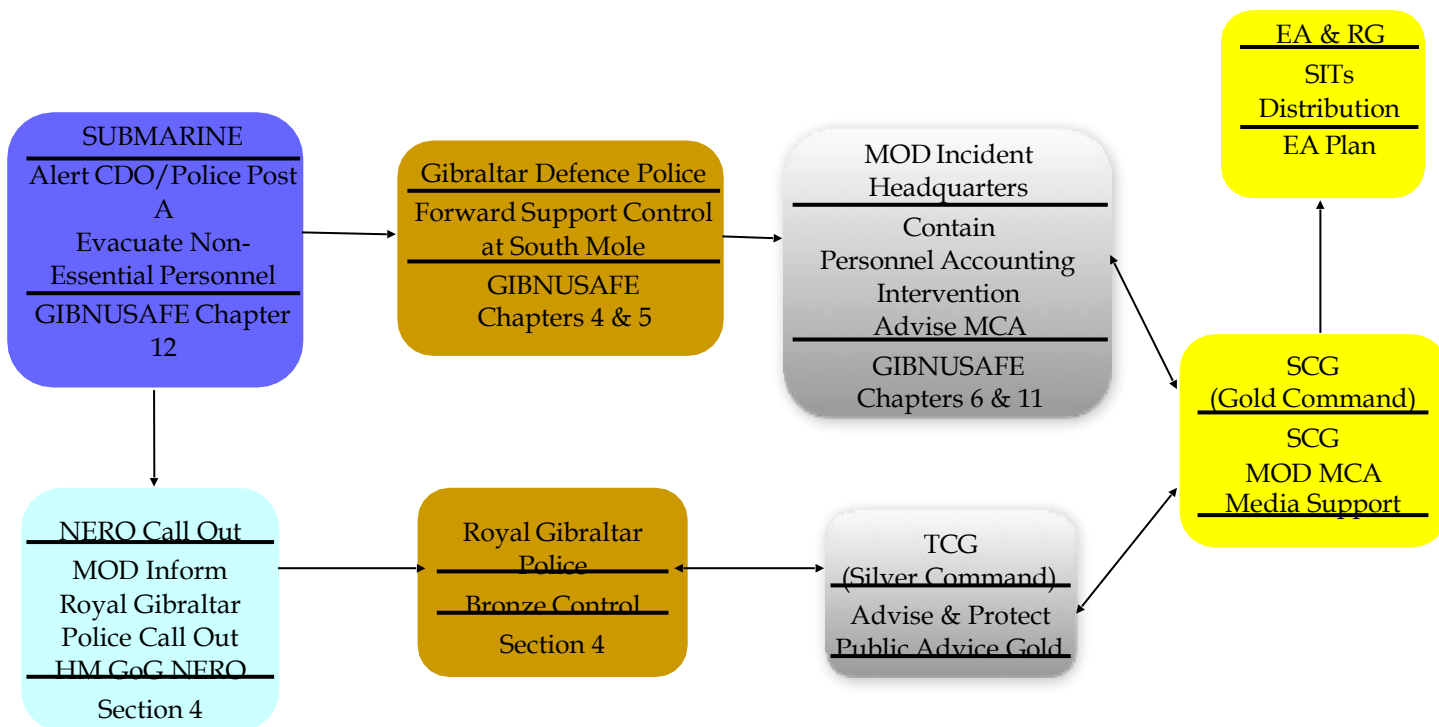 SUBMARINE
Alert CDO/Police Post
A
Evacuate Non-
Essential Personnel
GIBNUSAFE Chapter
12
Gibraltar Defence Police
Forward Support Control
at South Mole
GIBNUSAFE
Chapters 4 & 5
MOD Incident
Headquarters
Contain
Personnel Accounting
Intervention
Advise MCA
GIBNUSAFE
Chapters 6 & 11
EA & RG
SITs
Distribution
EA Plan
SCG
(Gold Command)
SCG
MOD MCA
Media Support
NERO Call Out
MOD Inform
Royal Gibraltar
Police Call Out
HM GoG NERO
Section 4
Royal Gibraltar
Police
Bronze Control
Section 4
TCG
(Silver Command)
Advise & Protect
Public Advice Gold